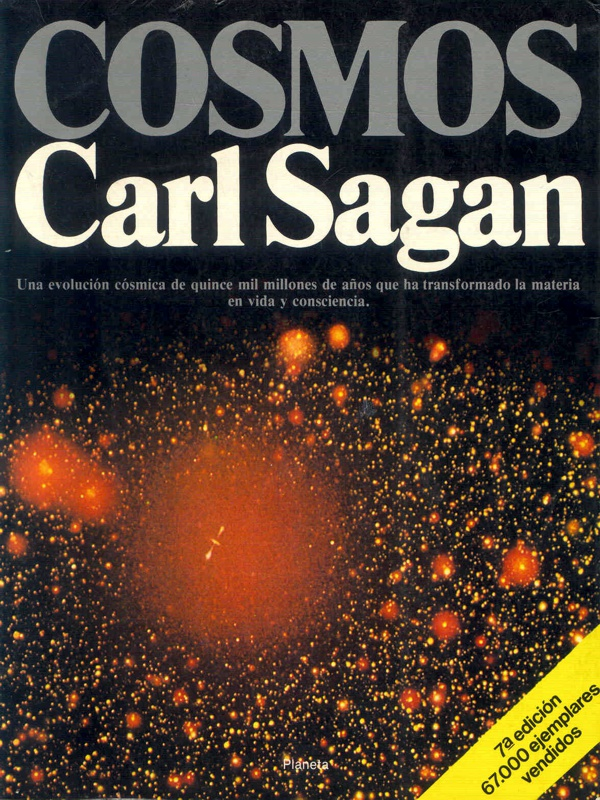 COSMOS
Carl Sagan
Una evolución cósmica de quince mil millones de años que ha transformado la materia
en vida y consciencia.
7ª edición
67.000 ejemplares
vendidos
Planeta